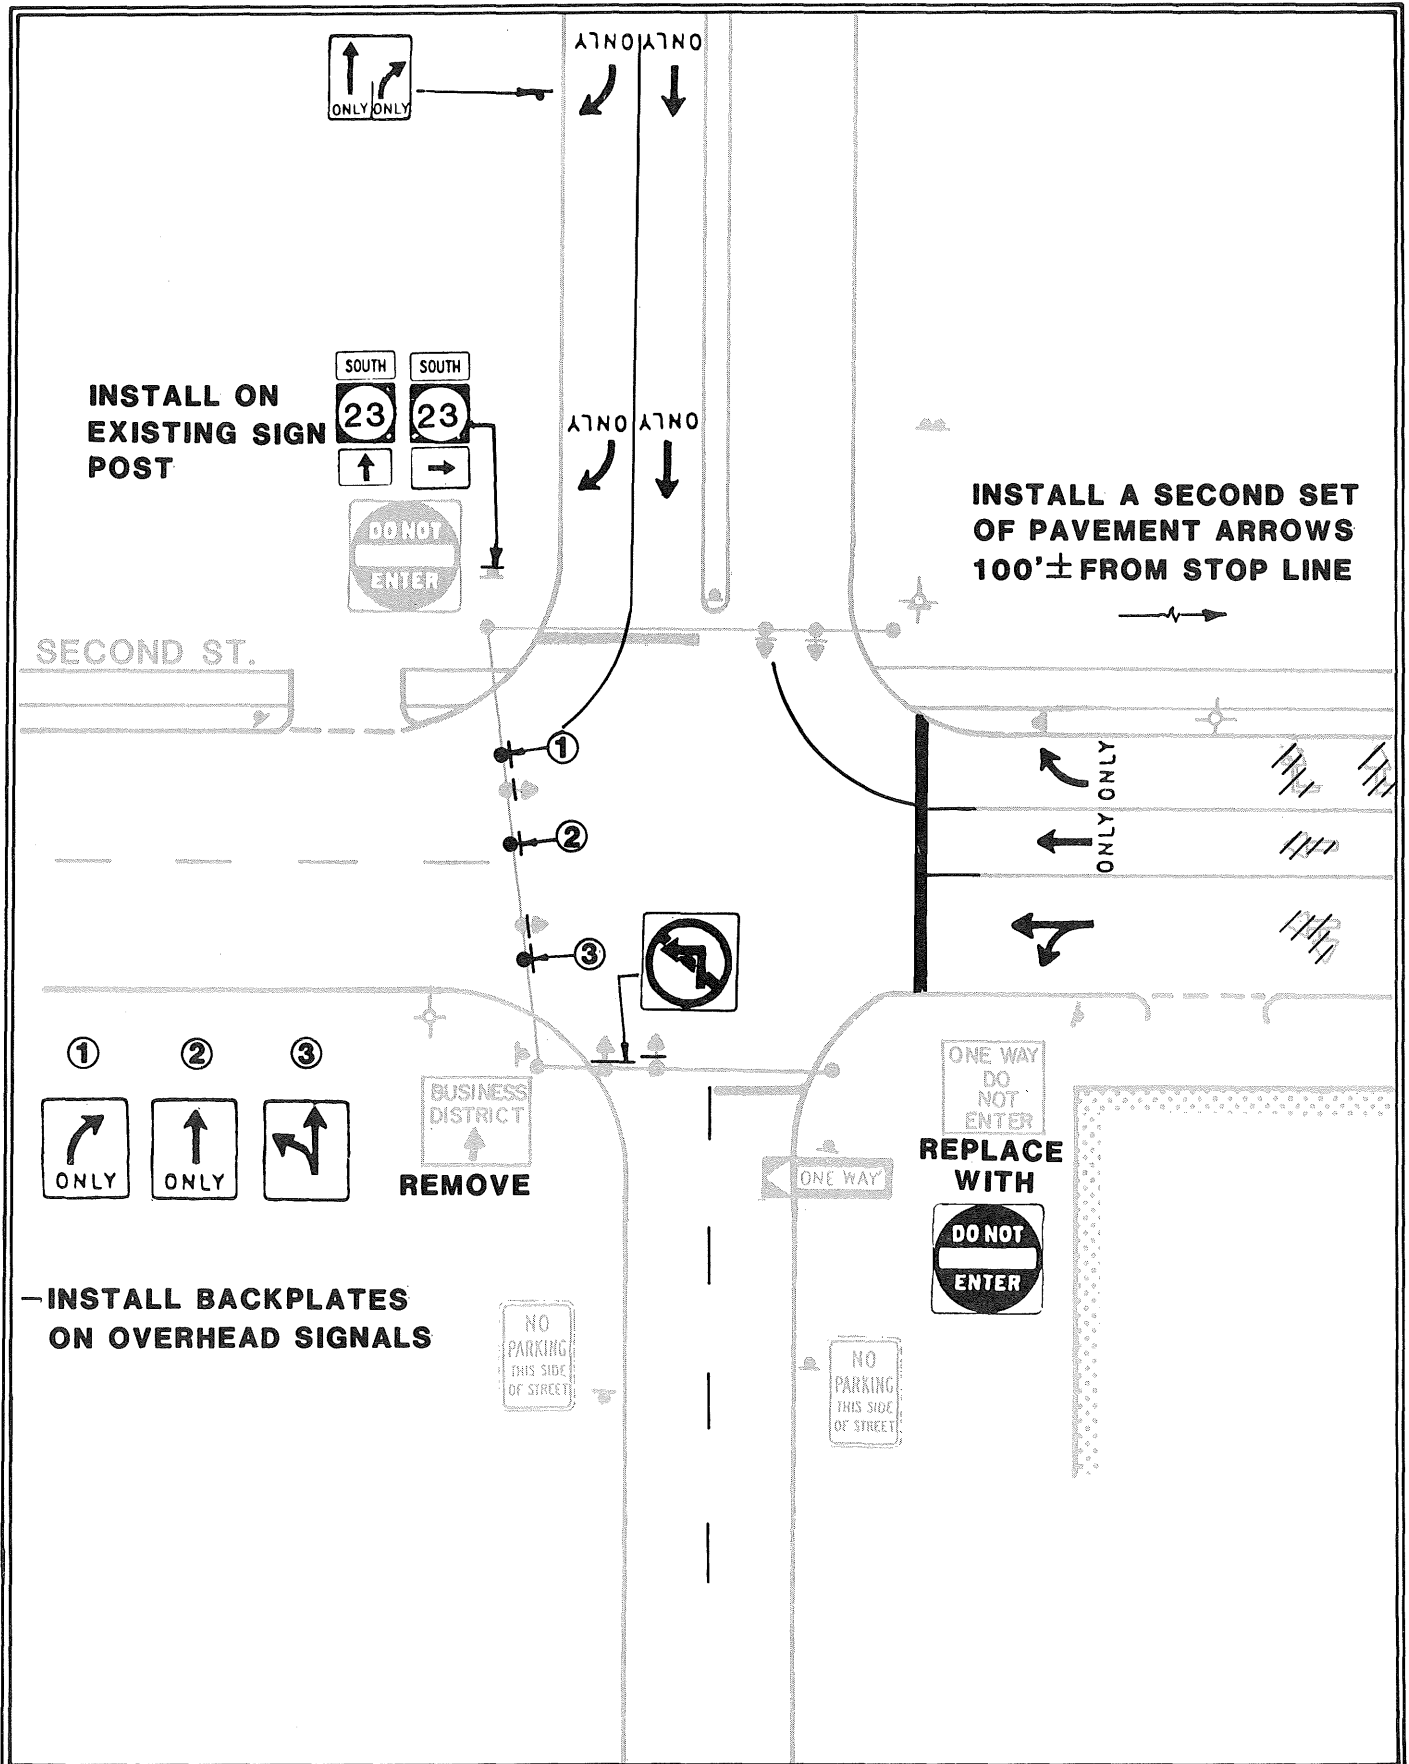 ONLY ONLY
ONLY ONLY
SOUTH SOUTH
23 23
INSTALL ON
EXISTING SIGN
POST
ONLY ONLY
DO NOT
ENTER
INSTALL A SECOND SET
OF PAVEMENT ARROWS
100'± FROM STOP LINE
SECOND ST.
1
ONLY
2
ONLY
3
1 2 3
ONLY ONLY
BUSINESS
DISTRICT
REMOVE
ONE WAY
DO
NOT
ENTER
REPLACE
WITH
ONE WAY
DO NOT
ENTER
—INSTALL BACKPLATES
ON OVERHEAD SIGNALS
NO
PARKING
THIS SIDE
OF STREET
NO
PARKING
THIS SIDE
OF STREET